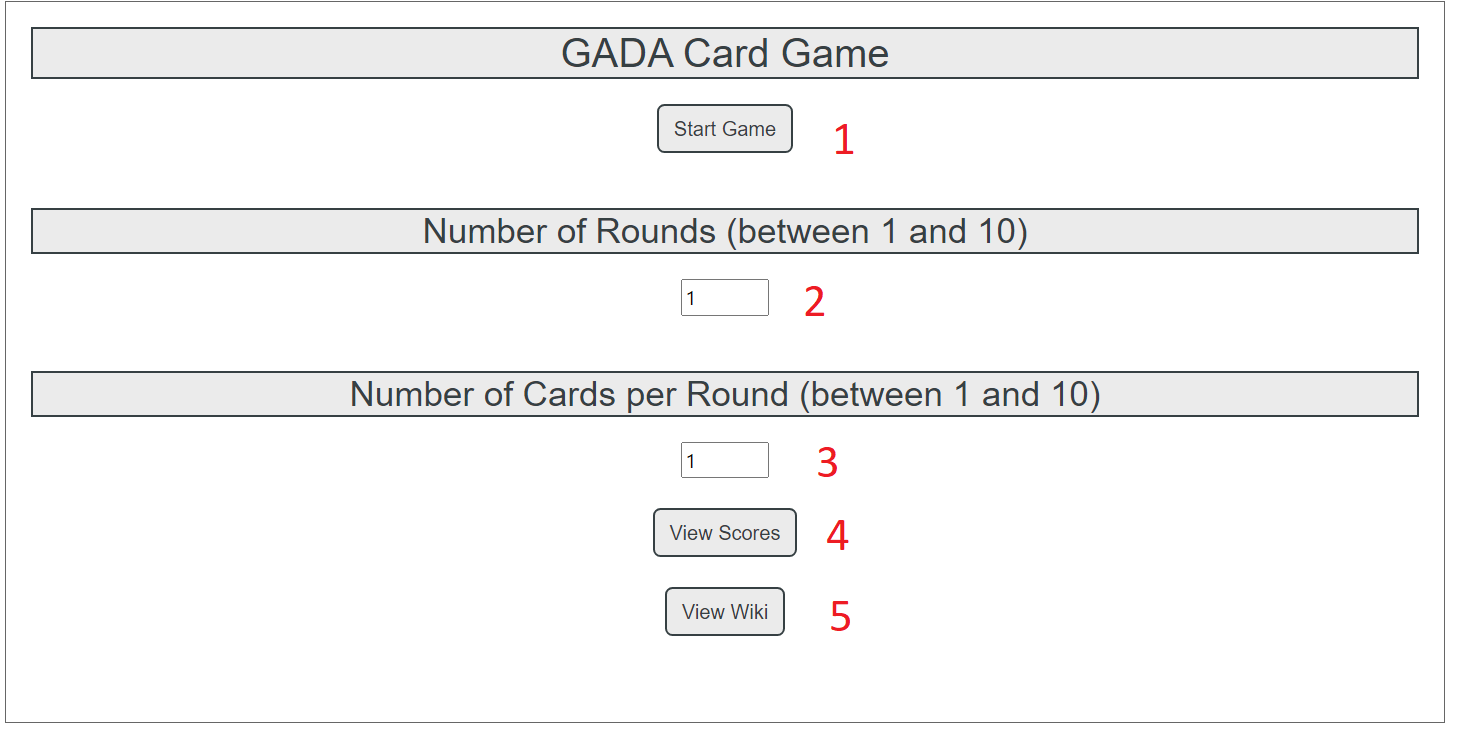 GADA Card Game
Start Game 1
Number of Rounds (between 1 and 10)
1 2
Number of Cards per Round (between 1 and 10)
1 3
View Scores 4
View Wiki 5